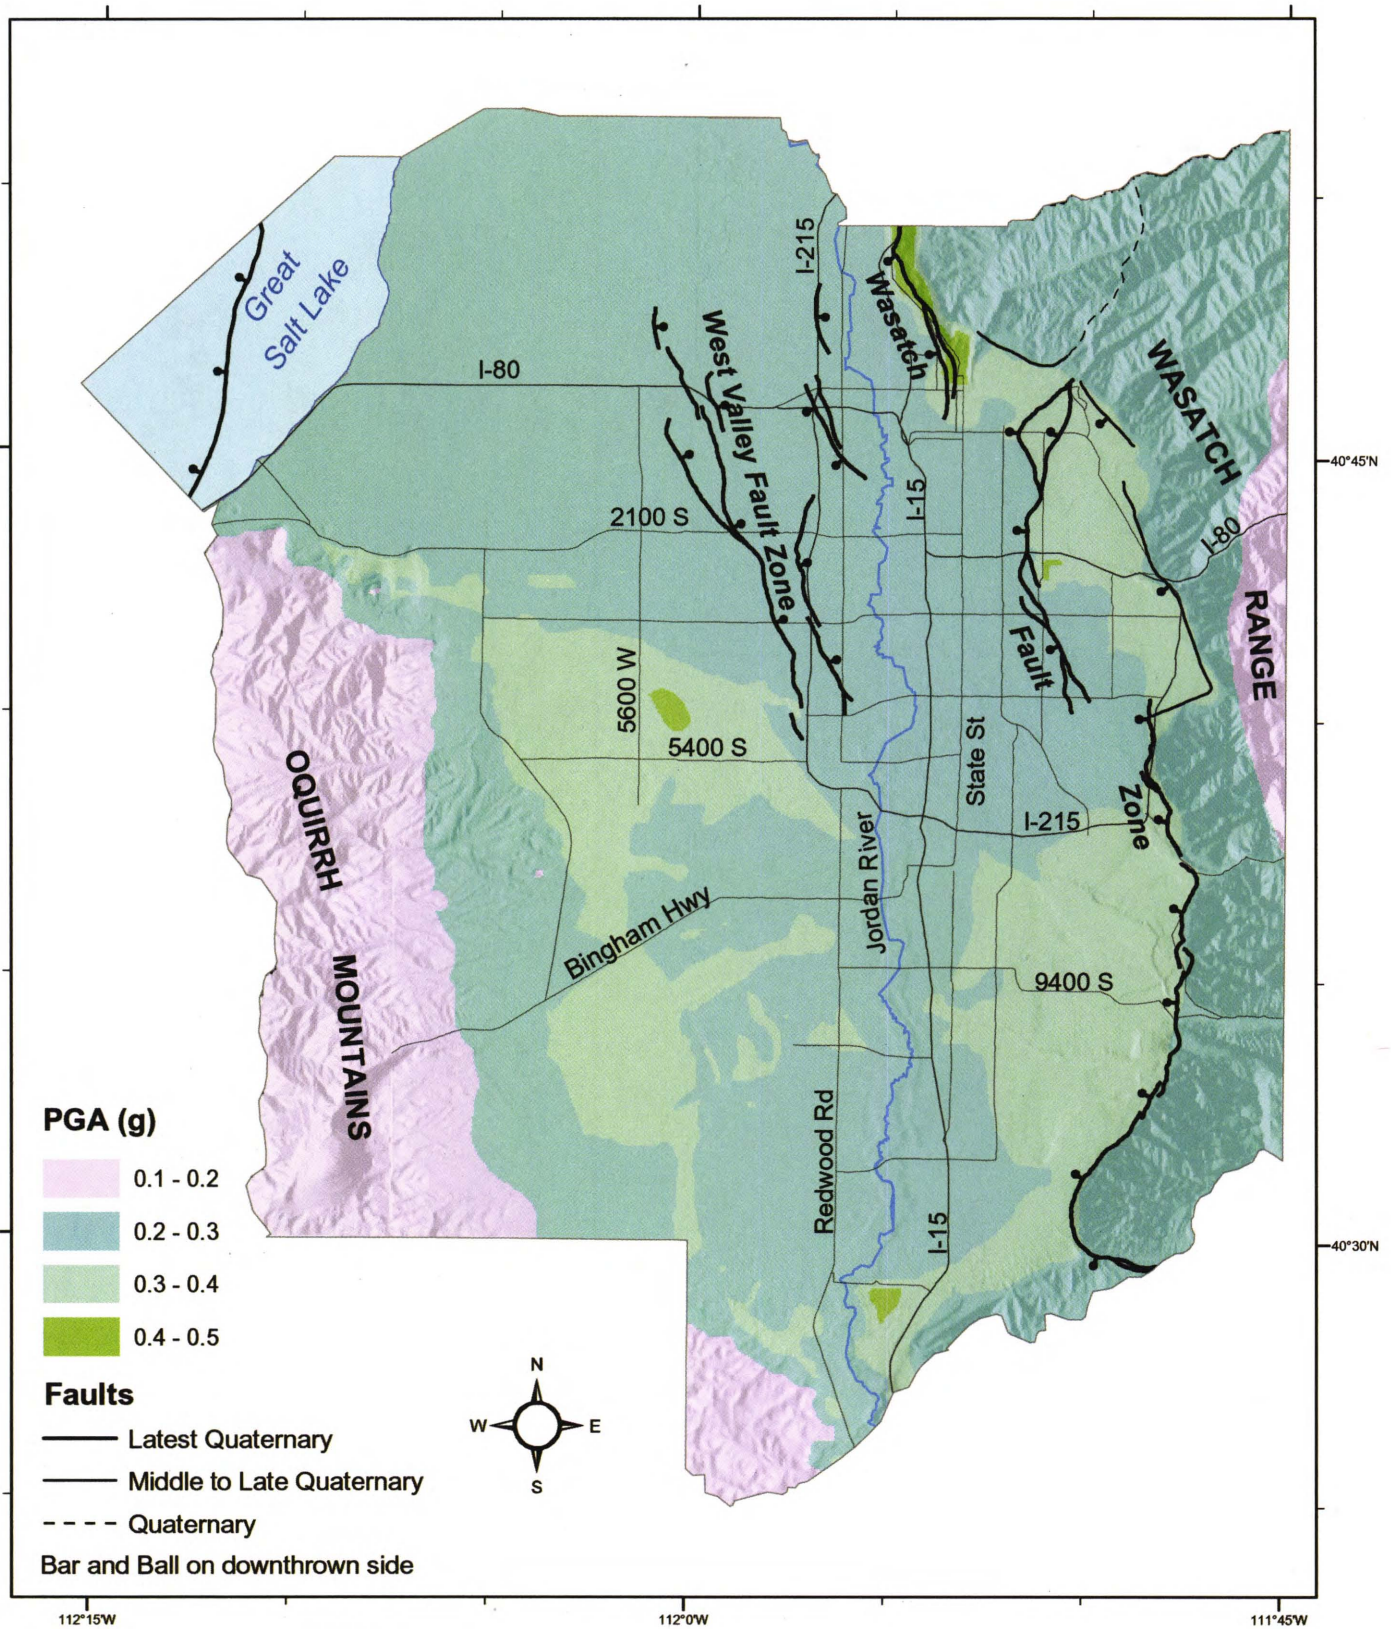 Great
Salt Lake
I-80
I-215
Wasatch
West Valley Fault Zone
WASATCH
RANGE
40°45'N
I-15
I-80
2100 S
5600 W
5400 S
Fault
State St
Zone
I-215
OQUIRRH
MOUNTAINS
Jordan River
Bingham Hwy
9400 S
Redwood Rd
I-15
40°30'N
PGA (g)
0.1 - 0.2
0.2 - 0.3
0.3 - 0.4
0.4 - 0.5
Faults
Latest Quaternary
Middle to Late Quaternary
Quaternary
Bar and Ball on downthrown side
N
W
E
S
112°15'W
112°0'W
111°45'W